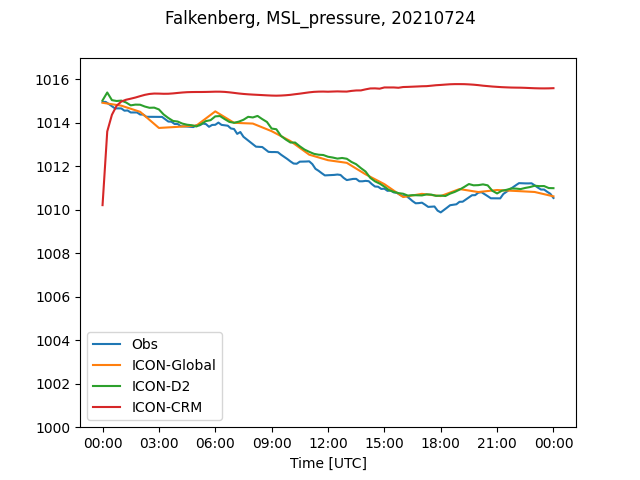 Falkenberg, MSL_pressure, 20210724
1016
1014
1012
1010
1008
1006
1004
1002
1000
Obs
ICON-Global
ICON-D2
ICON-CRM
00:00 03:00 06:00 09:00 12:00 15:00 18:00 21:00 00:00
Time [UTC]